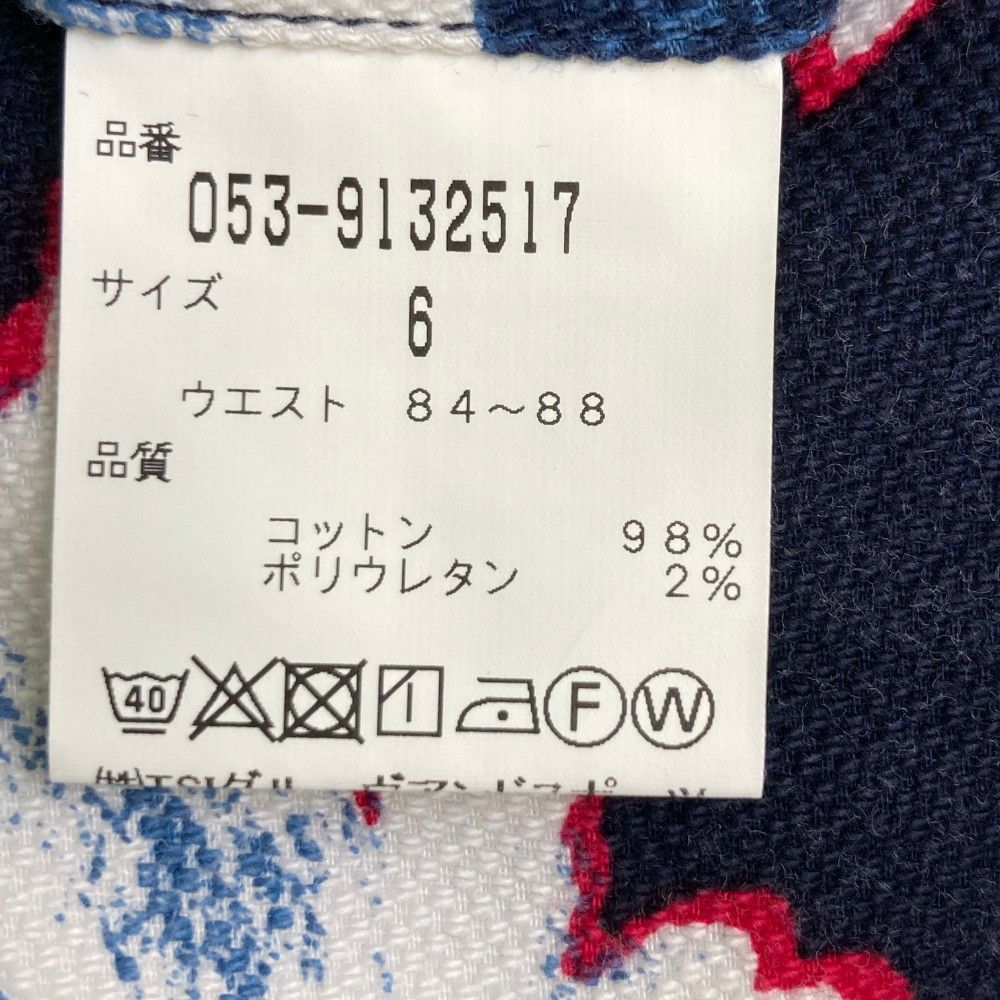 品番
053-9132517
サイズ
6
ウエスト 84～88
品質
コットン 98%
ポリウレタン 2%
40 F W